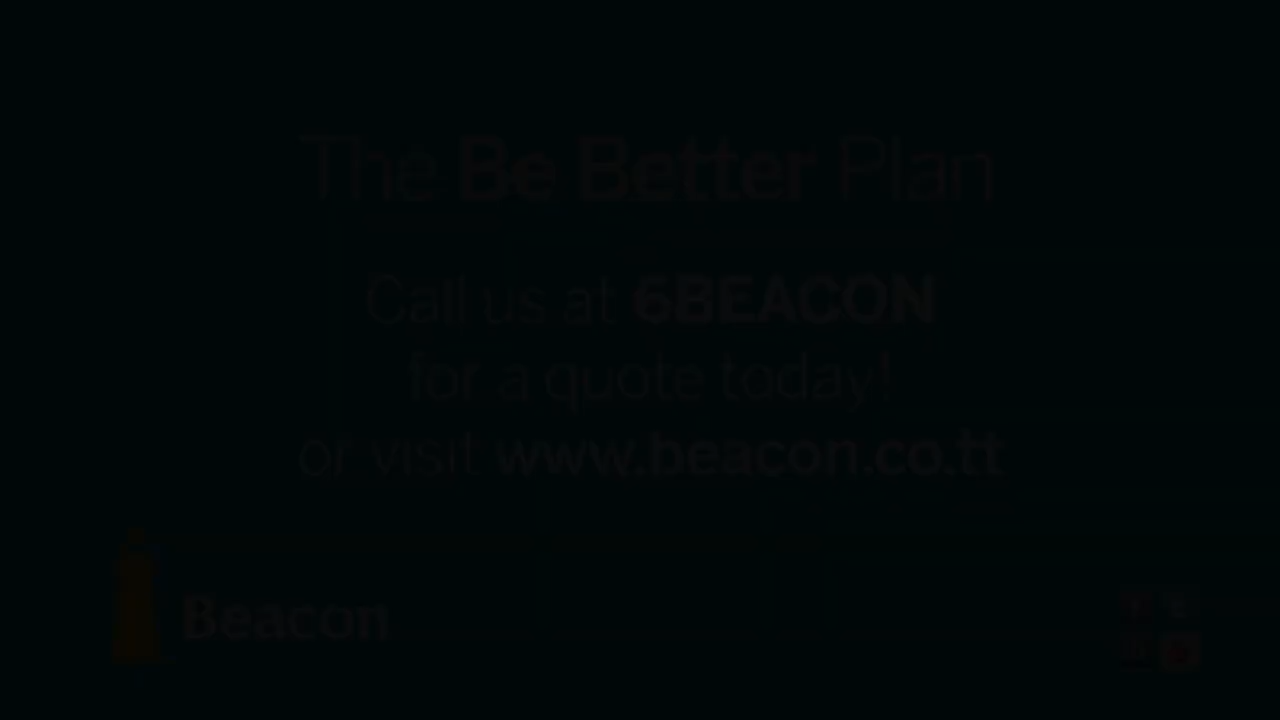 The Be Better Plan
Call us at 6BEACON
for a quote today!
or visit www.beacon.co.tt
Beacon